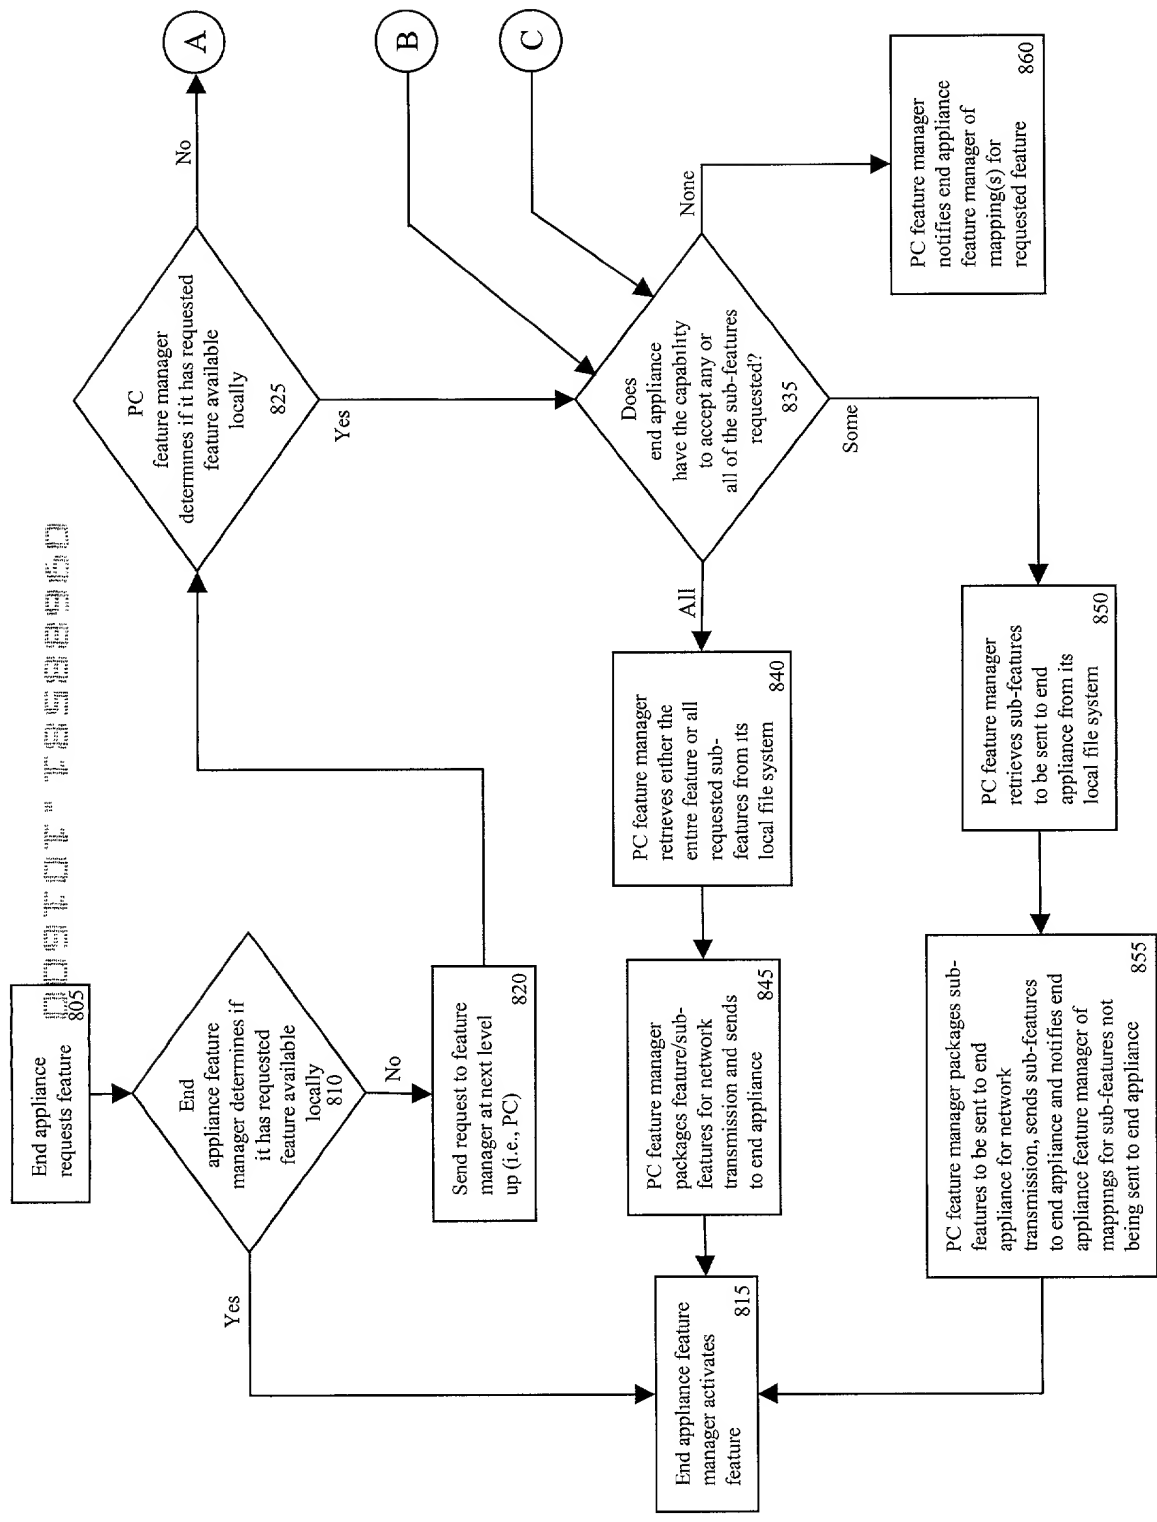 End appliance
requests feature
805
End
appliance feature
manager determines if
it has requested
feature available
locally
810
Yes
No
Send request to feature
manager at next level
up (i.e., PC)
820
PC
feature manager
determines if it has requested
feature available
locally
825
No
A
Yes
B
C
Does
end appliance
have the capability
to accept any or
all of the sub-features
requested?
835
None
PC feature manager
notifies end appliance
feature manager of
mapping(s) for
requested feature
860
All
PC feature manager
retrieves either the
entire feature or all
requested sub-
features from its
local file system
840
PC feature manager
packages feature/sub-
features for network
transmission and sends
to end appliance
845
End appliance feature
manager activates
feature
815
Some
PC feature manager
retrieves sub-features
to be sent to end
appliance from its
local file system
850
PC feature manager packages sub-
features to be sent to end
appliance for network
transmission, sends sub-features
to end appliance and notifies end
appliance feature manager of
mappings for sub-features not
being sent to end appliance
855